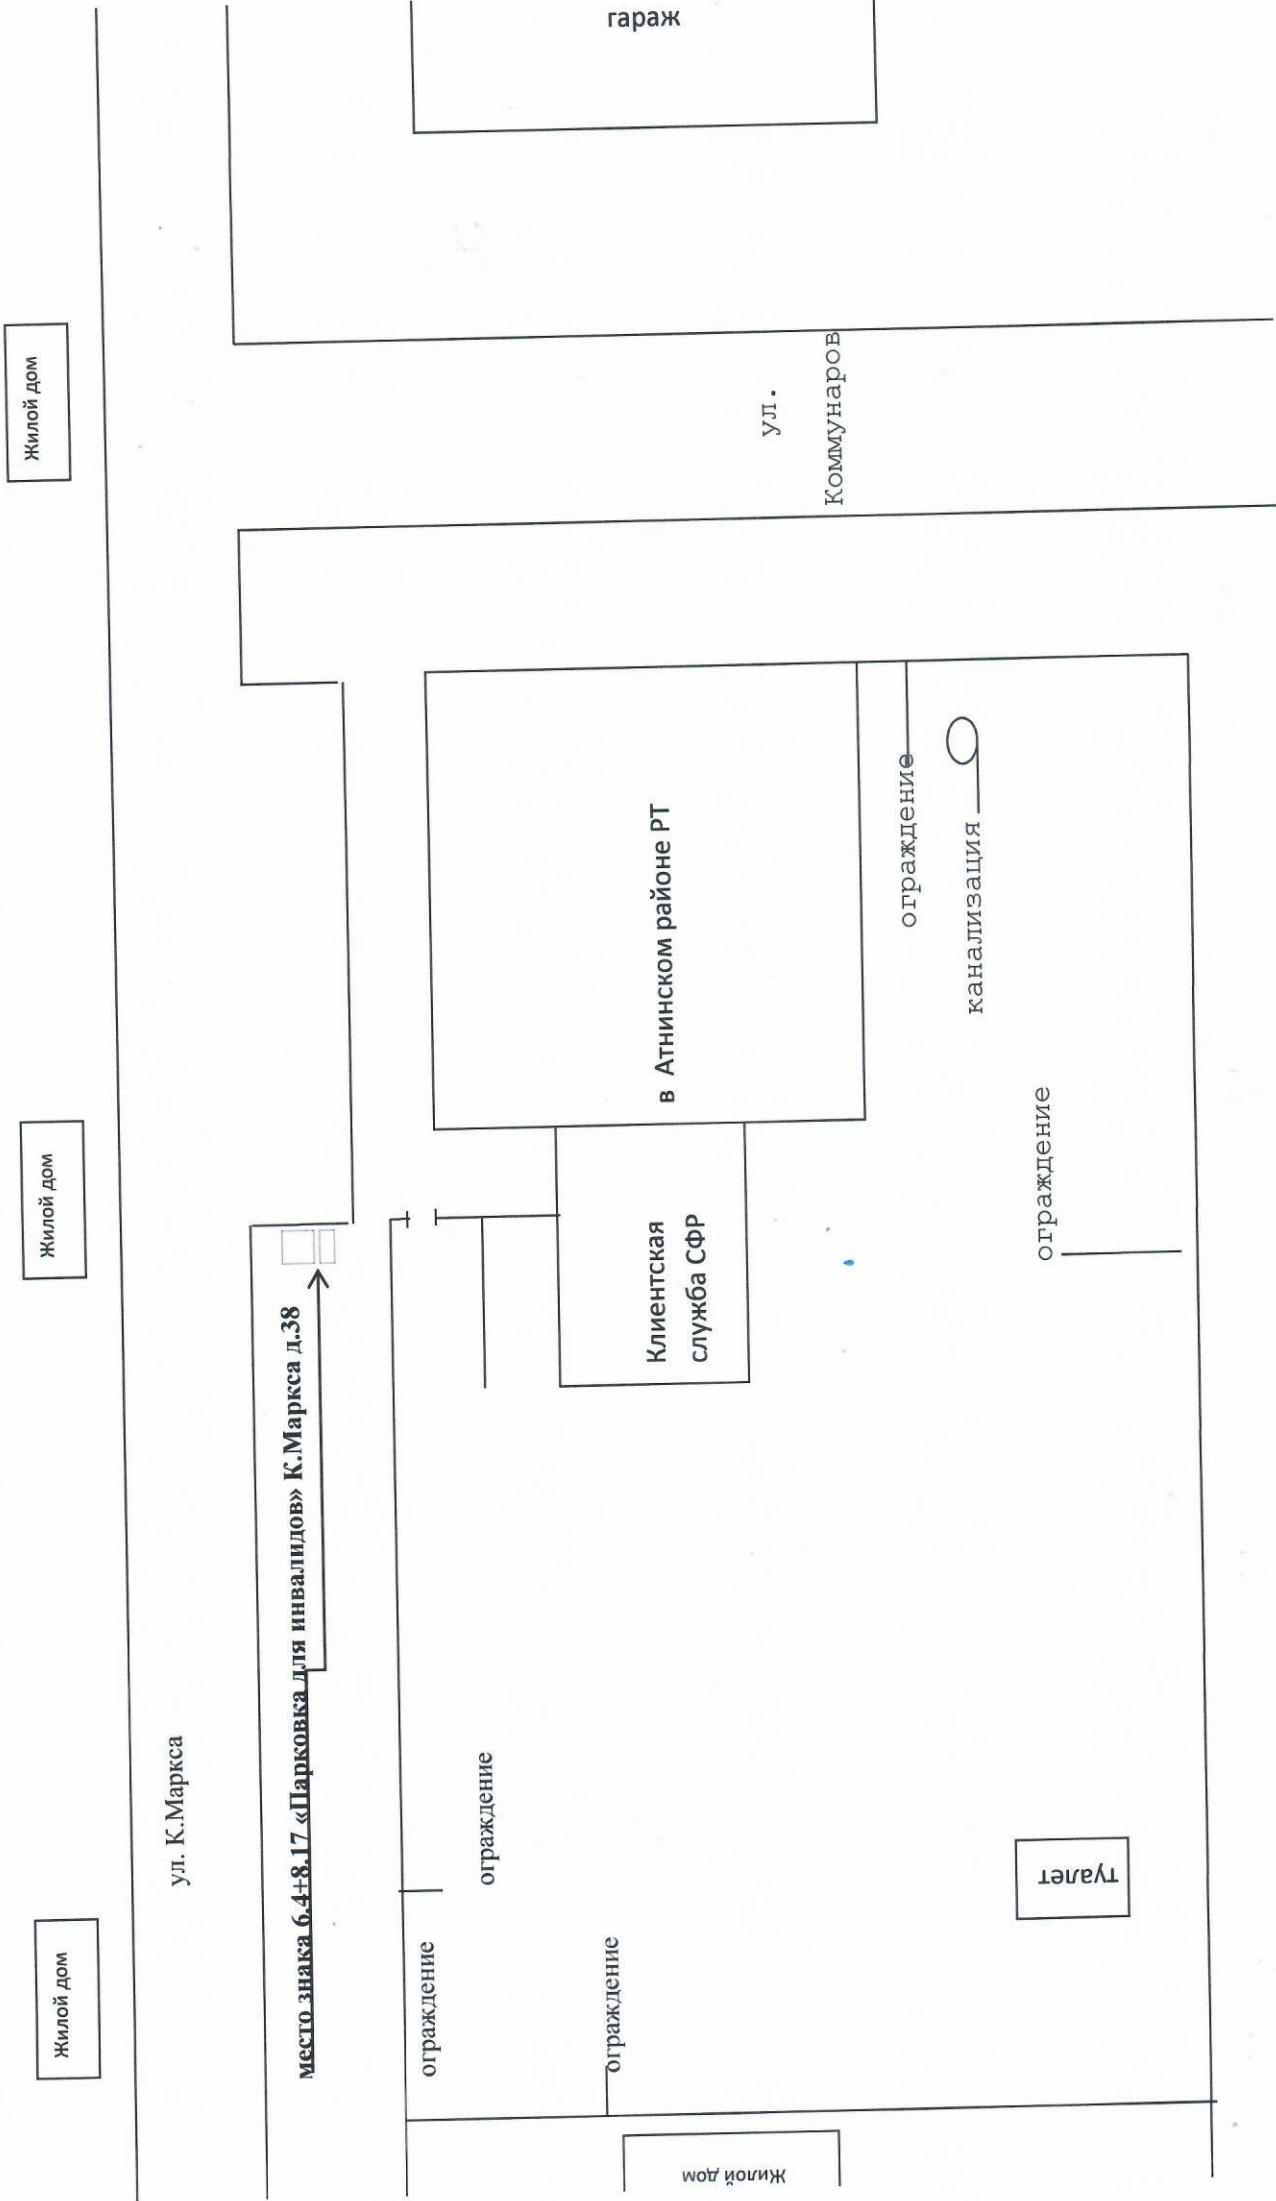 Жилой дом
Жилой дом
Жилой дом
ул. К.Маркса
место знака 6.4+8.17 «Парковка для инвалидов» К.Маркса д.38
ограждение
ограждение
ограждение
Клиентская
служба СФР
в Атнинском районе РТ
гараж
ул.
Коммунаров
ограждение
канализация
ограждение
Туалет
Жилой дом